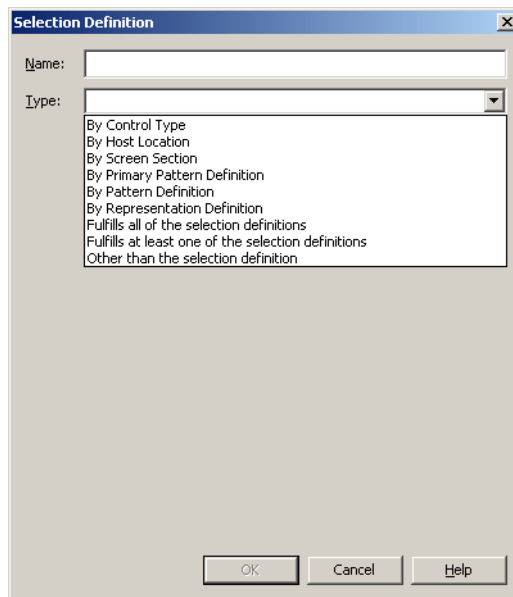 Selection Definition
Name:
Type:
By Control Type
By Host Location
By Screen Section
By Primary Pattern Definition
By Pattern Definition
By Representation Definition
Fulfills all of the selection definitions
Fulfills at least one of the selection definitions
Other than the selection definition
OK Cancel Help